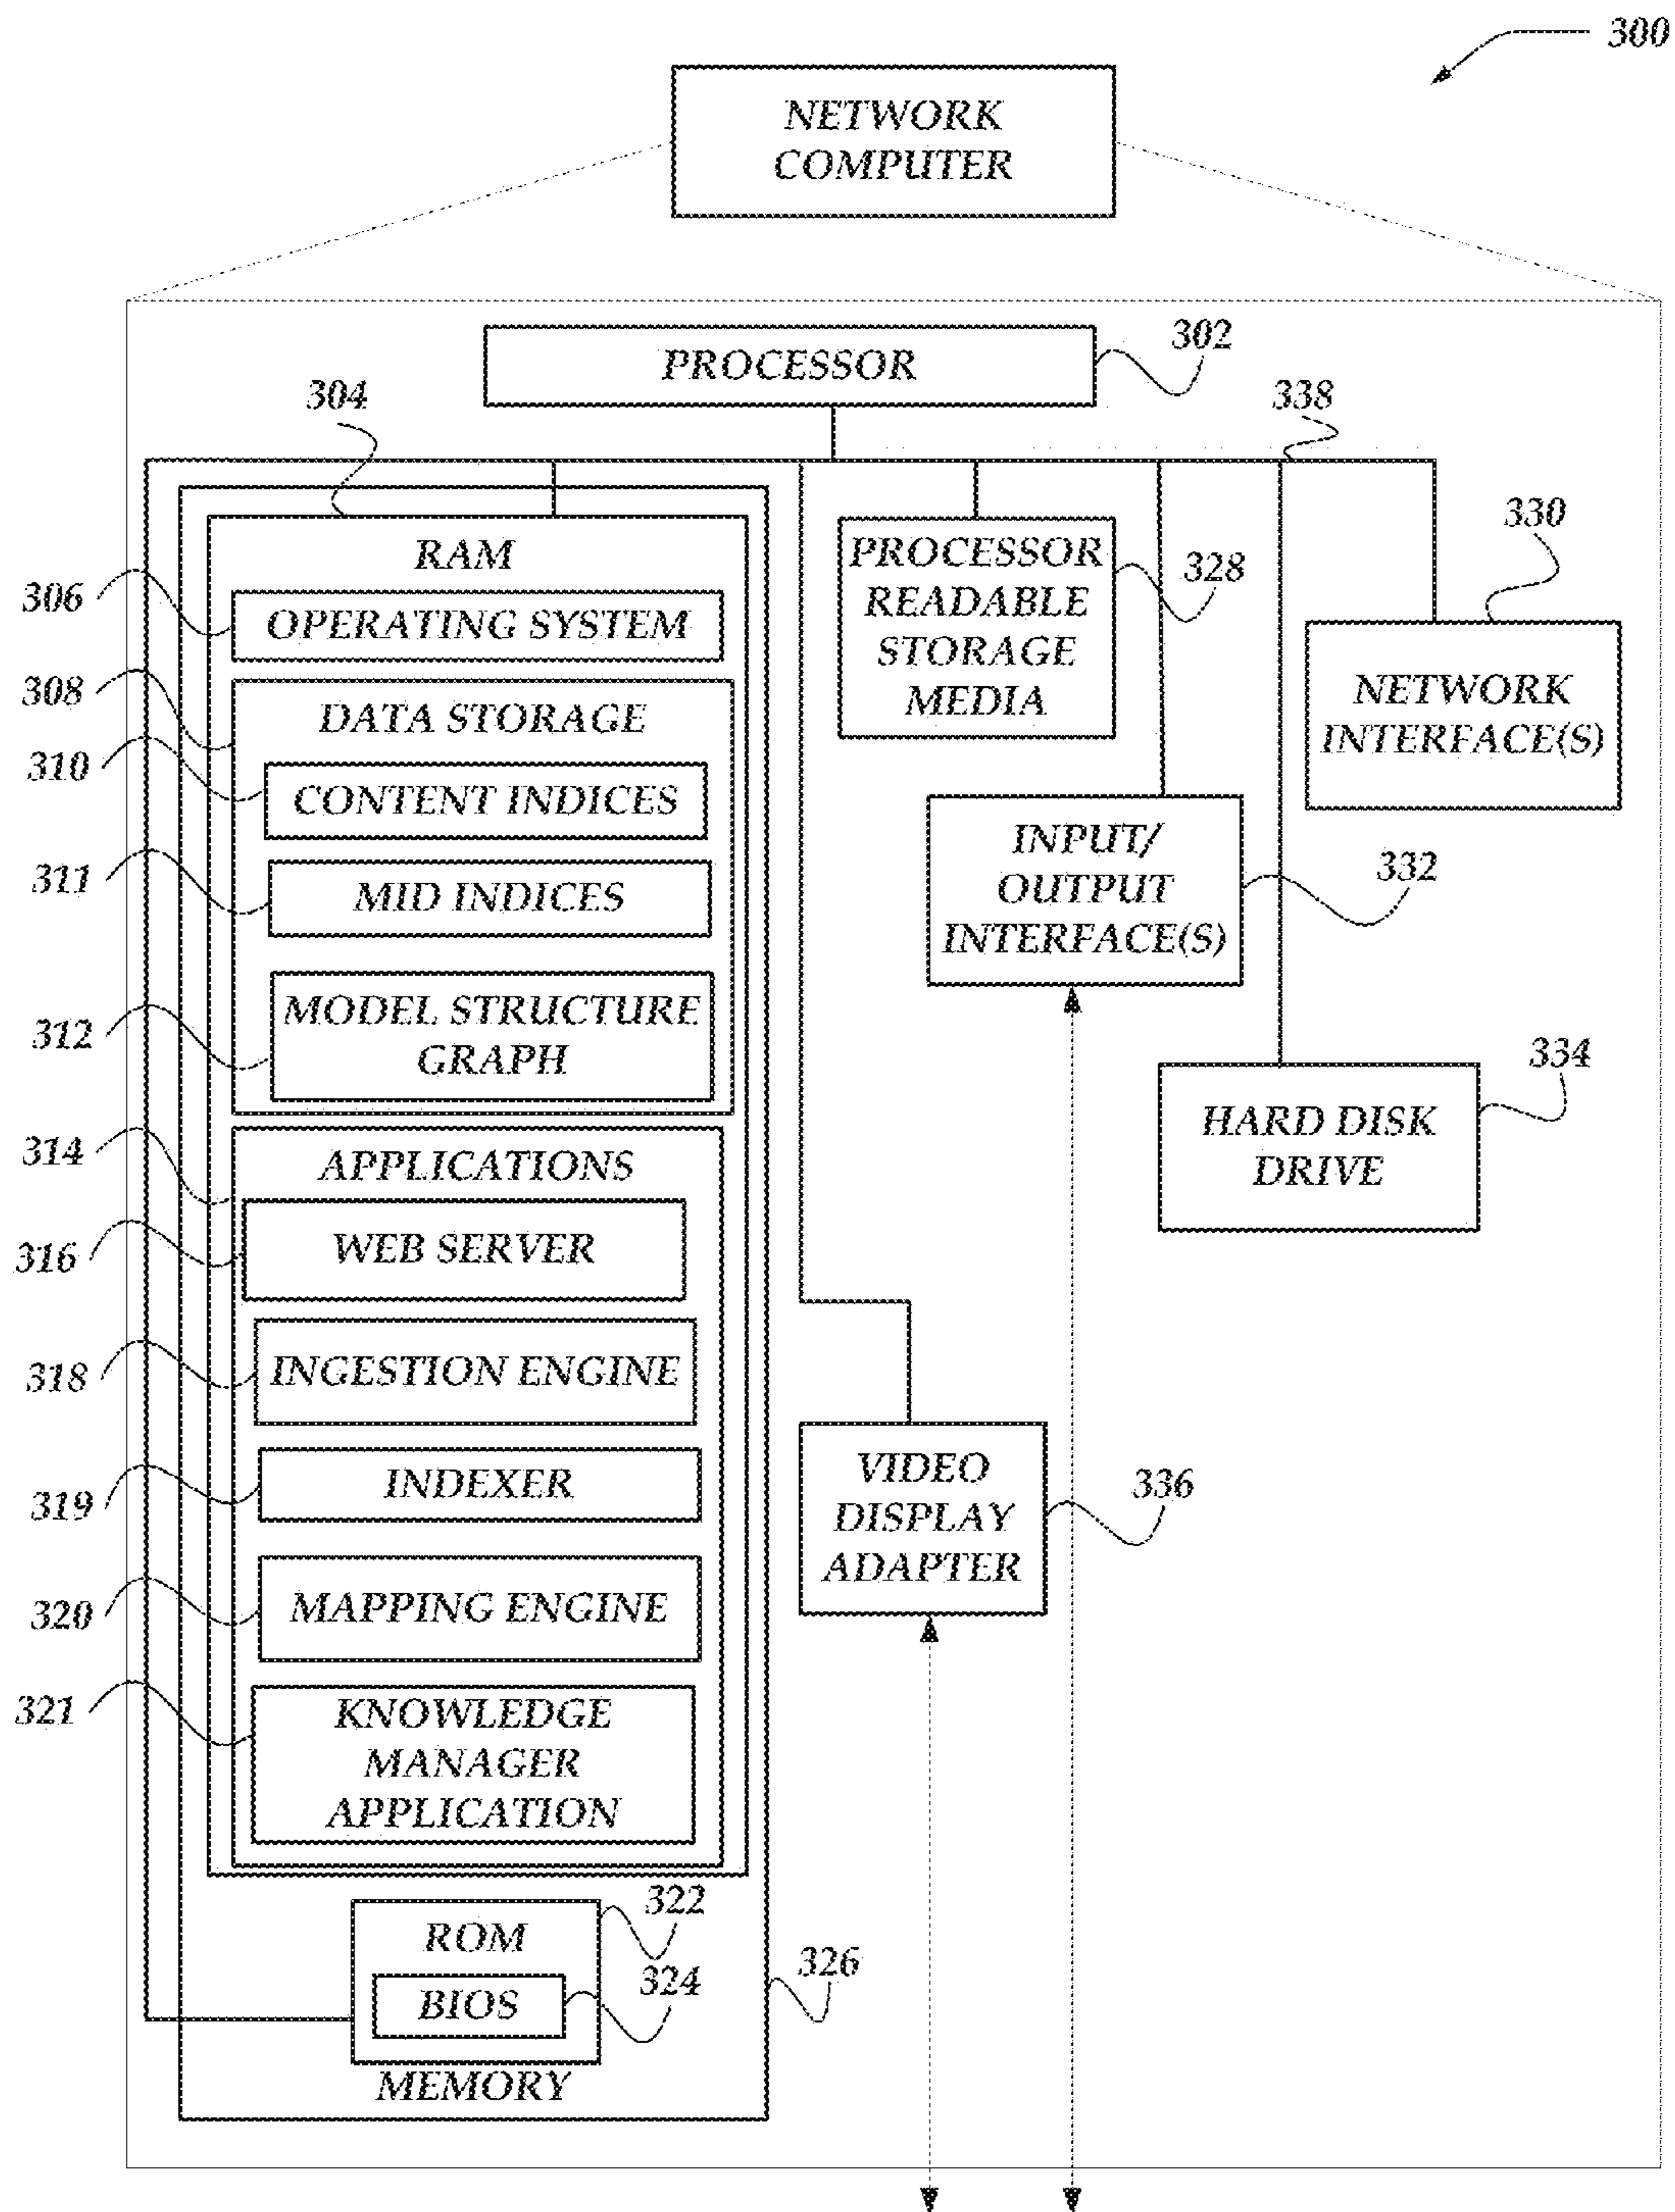 300
NETWORK
COMPUTER
PROCESSOR
302
304
338
RAM
306
OPERATING SYSTEM
308
DATA STORAGE
310
CONTENT INDICES
311
MID INDICES
312
MODEL STRUCTURE
GRAPH
314
APPLICATIONS
316
WEB SERVER
318
INGESTION ENGINE
319
INDEXER
320
MAPPING ENGINE
321
KNOWLEDGE
MANAGER
APPLICATION
322
ROM
324
BIOS
326
MEMORY
PROCESSOR
READABLE
STORAGE
MEDIA
328
330
NETWORK
INTERFACE(S)
INPUT/
OUTPUT
INTERFACE(S)
332
334
HARD DISK
DRIVE
VIDEO
DISPLAY
ADAPTER
336